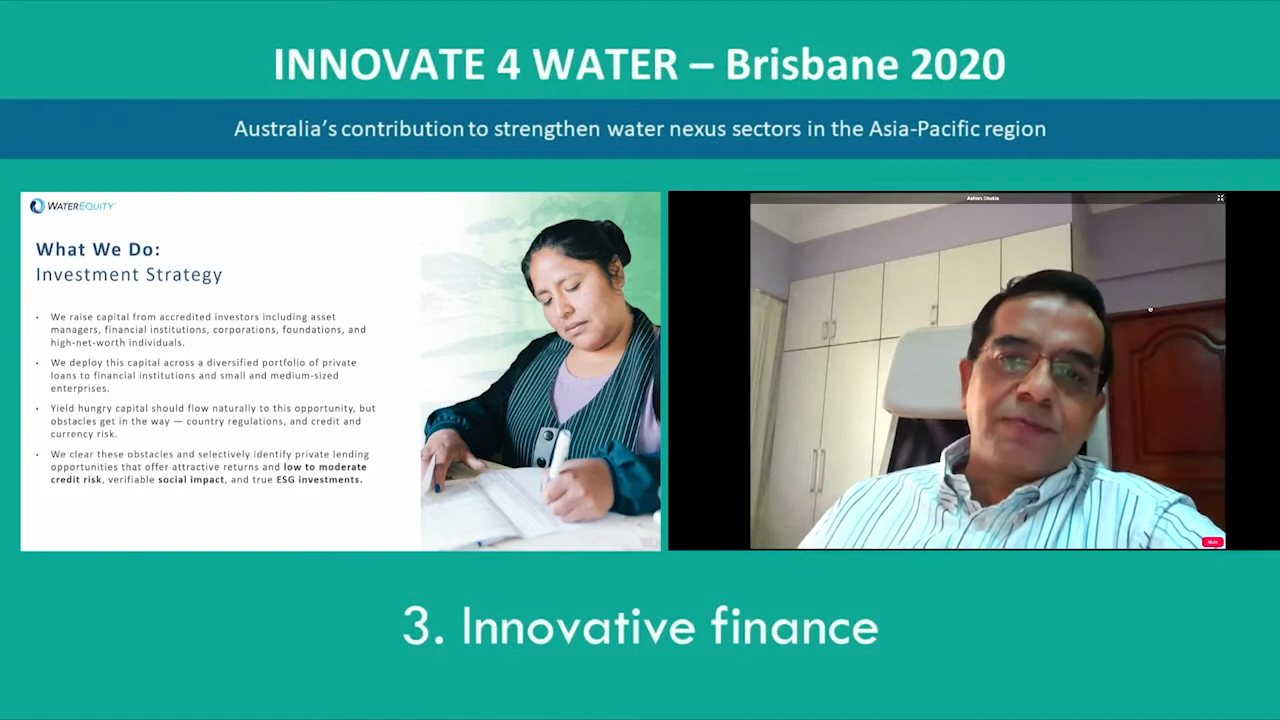 INNOVATE 4 WATER – Brisbane 2020
Australia's contribution to strengthen water nexus sectors in the Asia-Pacific region
WATEREQUITY
What We Do:
Investment Strategy
• We raise capital from accredited investors including asset
managers, financial institutions, corporations, foundations, and
high-net-worth individuals.
• We deploy this capital across a diversified portfolio of private
loans to financial institutions and small and medium-sized
enterprises.
• Yield hungry capital should flow naturally to this opportunity, but
obstacles get in the way — country regulations, and credit and
currency risk.
• We clear these obstacles and selectively identify private lending
opportunities that offer attractive returns and low to moderate
credit risk, verifiable social impact, and true ESG investments.
3. Innovative finance